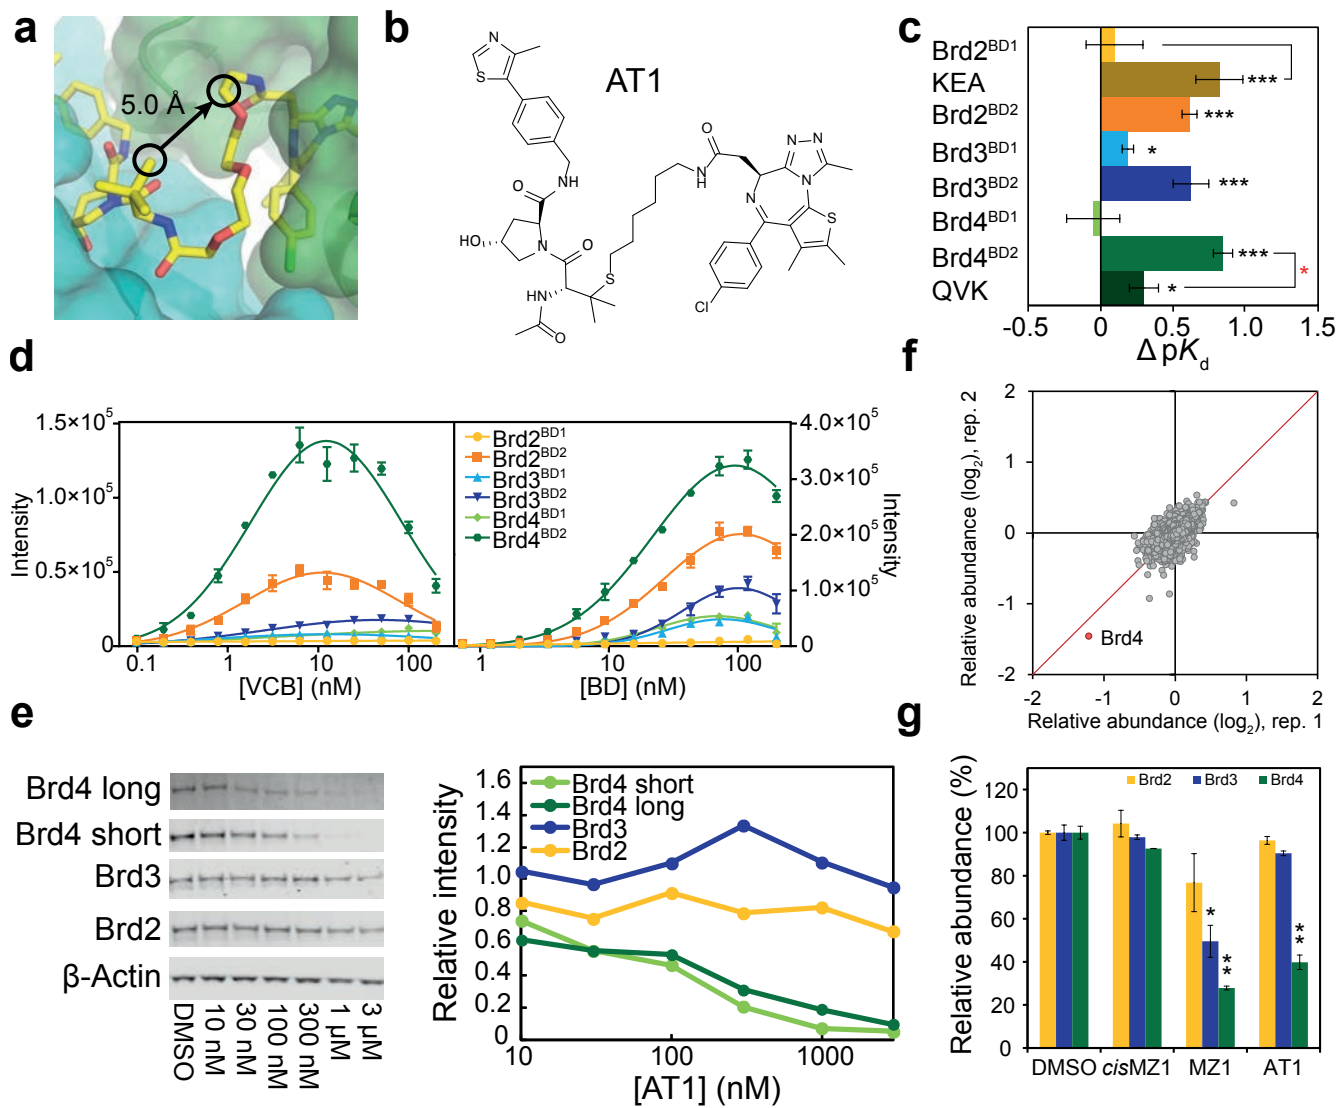 a
5.0 Å
b
AT1
N
S
O
NH
HO
N
O
HN
O
S
O
N
H
N
N
N
N
S
Cl
c
Brd2BD1
KEA
Brd2BD2
Brd3BD1
Brd3BD2
Brd4BD1
Brd4BD2
QVK
***
***
*
***
***
*
*
-0.5
0
0.5
1.0
1.5
Δ pKd
d
1.5×10⁵
1.0×10⁵
0.5×10⁵
0
Intensity
0.1
1
10
100
[VCB] (nM)
Brd2BD1
Brd2BD2
Brd3BD1
Brd3BD2
Brd4BD1
Brd4BD2
4.0×10⁵
3.0×10⁵
2.0×10⁵
1.0×10⁵
0
Intensity
1
10
100
[BD] (nM)
f
2
0
-1
-2
Relative abundance (log₂), rep. 2
Brd4
-2
-1
0
1
2
Relative abundance (log₂), rep. 1
e
Brd4 long
Brd4 short
Brd3
Brd2
β-Actin
DMSO
10 nM
30 nM
100 nM
300 nM
1 µM
3 µM
1.6
1.4
1.2
1.0
0.8
0.6
0.4
0.2
0
Relative intensity
Brd4 short
Brd4 long
Brd3
Brd2
10
100
1000
[AT1] (nM)
g
Relative abundance (%)
120
100
80
60
40
20
0
Brd2
Brd3
Brd4
*
**
**
DMSO
cisMZ1
MZ1
AT1